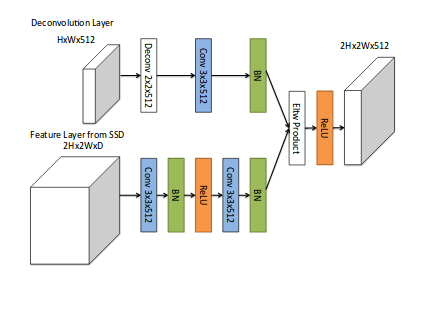 Deconvolution Layer
HxWx512
2Hx2Wx512
Deconv 2x2x512
Conv 3x3x512
BN
Eltw Product
ReLU
Feature Layer from SSD
2Hx2WxD
Conv 3x3x512
BN
ReLU
Conv 3x3x512
BN